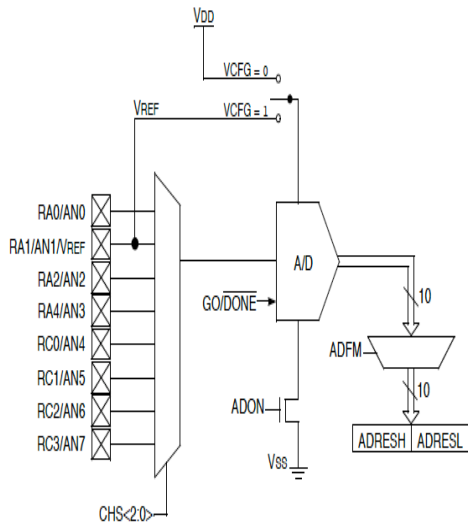 VDD
VCFG = 0
VREF
VCFG = 1
RA0/AN0
RA1/AN1/VREF
RA2/AN2
RA4/AN3
RC0/AN4
RC1/AN5
RC2/AN6
RC3/AN7
CHS<2:0>
A/D
GO/DONE
ADON
VSS
10
ADFM
10
ADRESH ADRESL